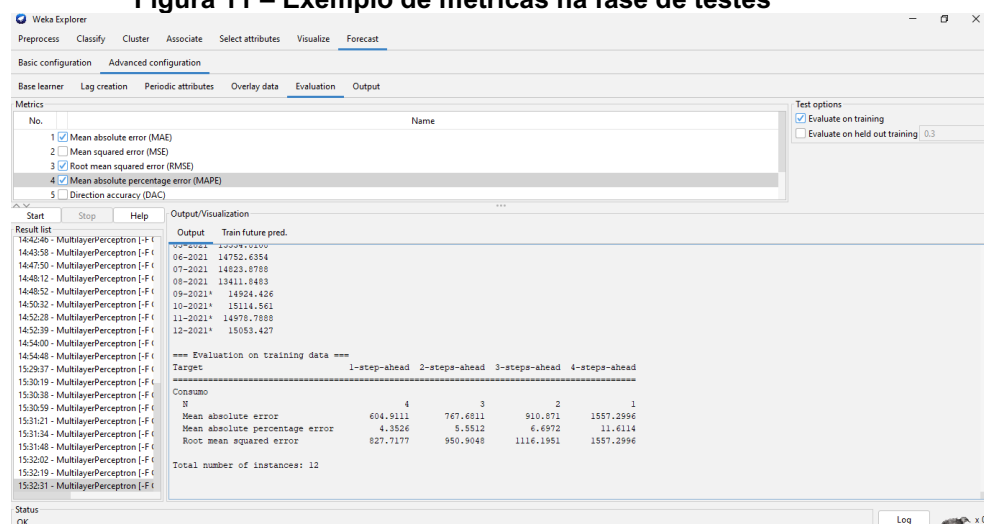 Figura 11 – Exemplo de métricas na fase de testes
Weka Explorer
Preprocess Classify Cluster Associate Select attributes Visualize Forecast
Basic configuration Advanced configuration
Base learner Lag creation Periodic attributes Overlay data Evaluation Output
Metrics
No. Name
1 Mean absolute error (MAE)
2 Mean squared error (MSE)
3 Root mean squared error (RMSE)
4 Mean absolute percentage error (MAPE)
5 Direction accuracy (DAC)
Test options
Evaluate on training
Evaluate on held out training 0.3
Start Stop Help
Result list
14:42:46 - MultilayerPerceptron [-F (
14:43:58 - MultilayerPerceptron [-F (
14:47:50 - MultilayerPerceptron [-F (
14:48:12 - MultilayerPerceptron [-F (
14:48:52 - MultilayerPerceptron [-F (
14:50:32 - MultilayerPerceptron [-F (
14:52:28 - MultilayerPerceptron [-F (
14:52:39 - MultilayerPerceptron [-F (
14:54:00 - MultilayerPerceptron [-F (
14:54:48 - MultilayerPerceptron [-F (
15:29:37 - MultilayerPerceptron [-F (
15:30:19 - MultilayerPerceptron [-F (
15:30:38 - MultilayerPerceptron [-F (
15:30:59 - MultilayerPerceptron [-F (
15:31:21 - MultilayerPerceptron [-F (
15:31:34 - MultilayerPerceptron [-F (
15:31:48 - MultilayerPerceptron [-F (
15:32:02 - MultilayerPerceptron [-F (
15:32:19 - MultilayerPerceptron [-F (
15:32:31 - MultilayerPerceptron [-F (
Output/Visualization
Output Train future pred.
06-2021 14752.6354
07-2021 14823.8788
08-2021 13411.8483
09-2021* 14924.426
10-2021* 15114.561
11-2021* 14978.7888
12-2021* 15053.427
=== Evaluation on training data ===
Target 1-step-ahead 2-steps-ahead 3-steps-ahead 4-steps-ahead
Consumo
N 4 3 2 1
Mean absolute error 604.9111 767.6811 910.871 1557.2996
Mean absolute percentage error 4.3526 5.5512 6.6972 11.6114
Root mean squared error 827.7177 950.9048 1116.1951 1557.2996
Total number of instances: 12
Status
OK
Log
x 0